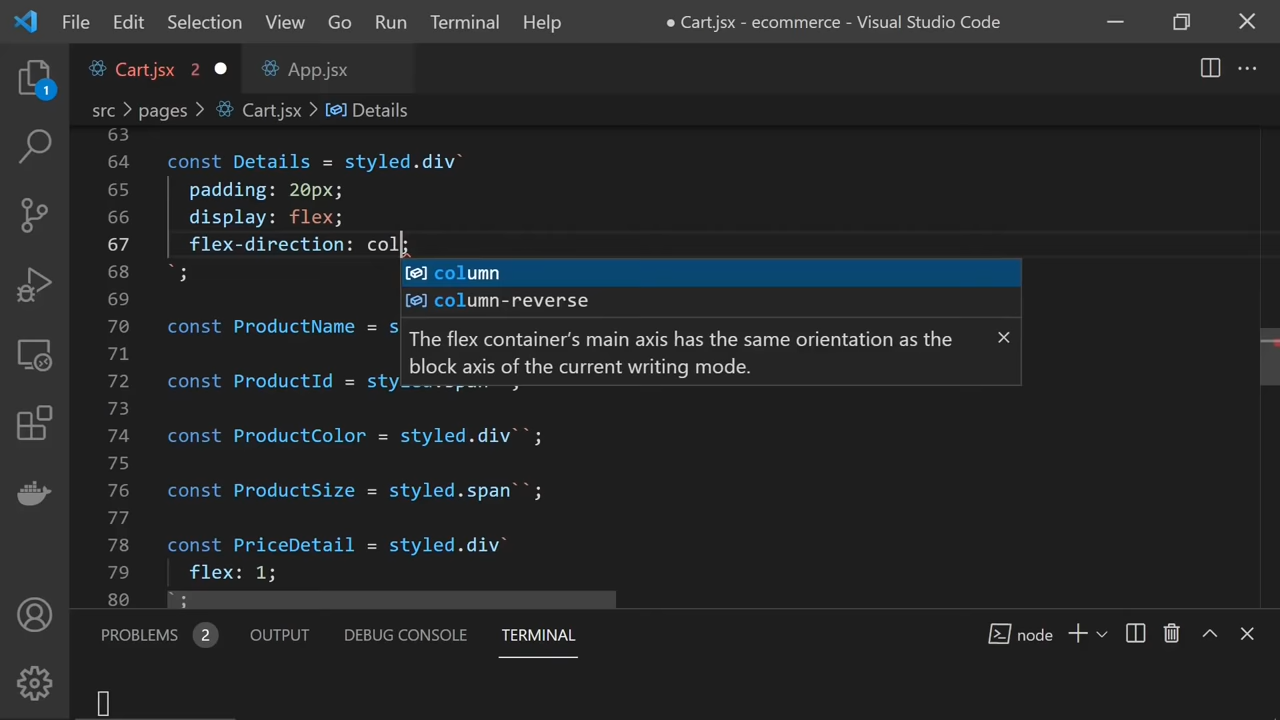 File Edit Selection View Go Run Terminal Help ● Cart.jsx - ecommerce - Visual Studio Code
Cart.jsx 2 App.jsx
1
src > pages > Cart.jsx > Details
63
64 const Details = styled.div`
65 padding: 20px;
66 display: flex;
67 flex-direction: col;
column
68 `;
column-reverse
69
70 const ProductName = s
The flex container's main axis has the same orientation as the
71
block axis of the current writing mode.
72 const ProductId = styled.span``;
73
74 const ProductColor = styled.div``;
75
76 const ProductSize = styled.span``;
77
78 const PriceDetail = styled.div`
79 flex: 1;
80 `;
PROBLEMS 2 OUTPUT DEBUG CONSOLE TERMINAL node